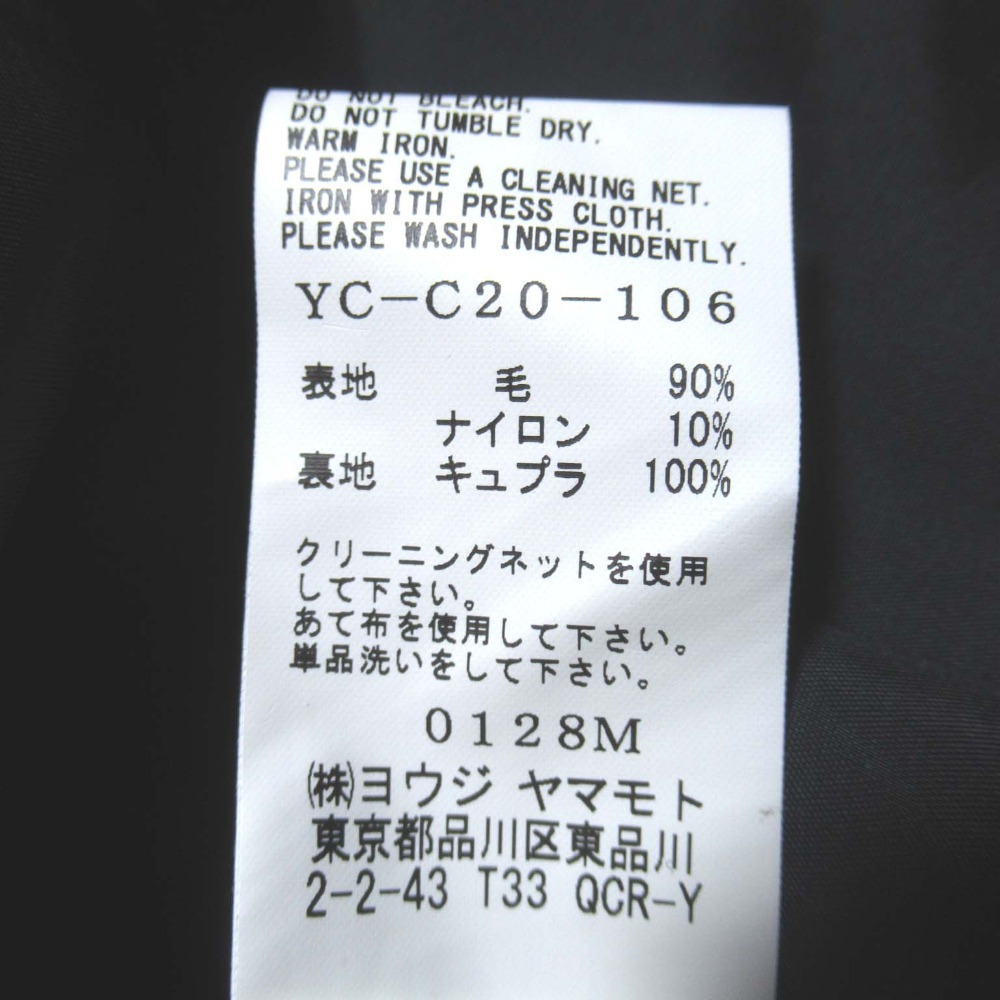 DO NOT BLEACH.
DO NOT TUMBLE DRY.
WARM IRON.
PLEASE USE A CLEANING NET.
IRON WITH PRESS CLOTH.
PLEASE WASH INDEPENDENTLY.
YC-C20-106
表地 毛 90%
ナイロン 10%
裏地 キュプラ 100%
クリーニングネットを使用
して下さい。
あて布を使用して下さい。
単品洗いをして下さい。
0128M
㈱ヨウジ ヤマモト
東京都品川区東品川
2-2-43 T33 QCR-Y